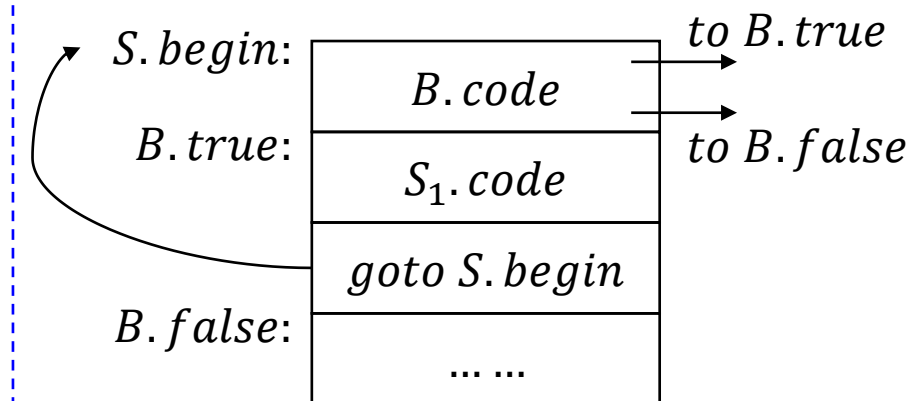 S.begin:
B.code
to B.true
to B.false
B.true:
S₁.code
goto S.begin
B.false:
... ...